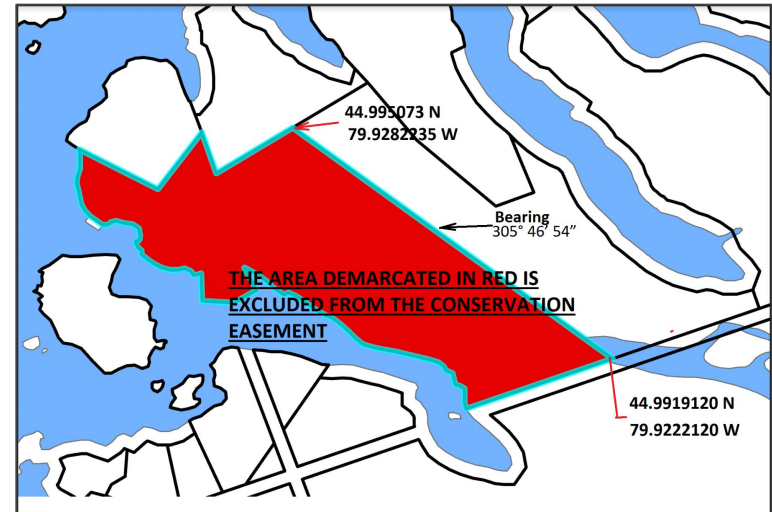 44.995073 N
79.9282235 W
Bearing
305° 46' 54"
THE AREA DEMARCATED IN RED IS
EXCLUDED FROM THE CONSERVATION
EASEMENT
44.9919120 N
79.9222120 W